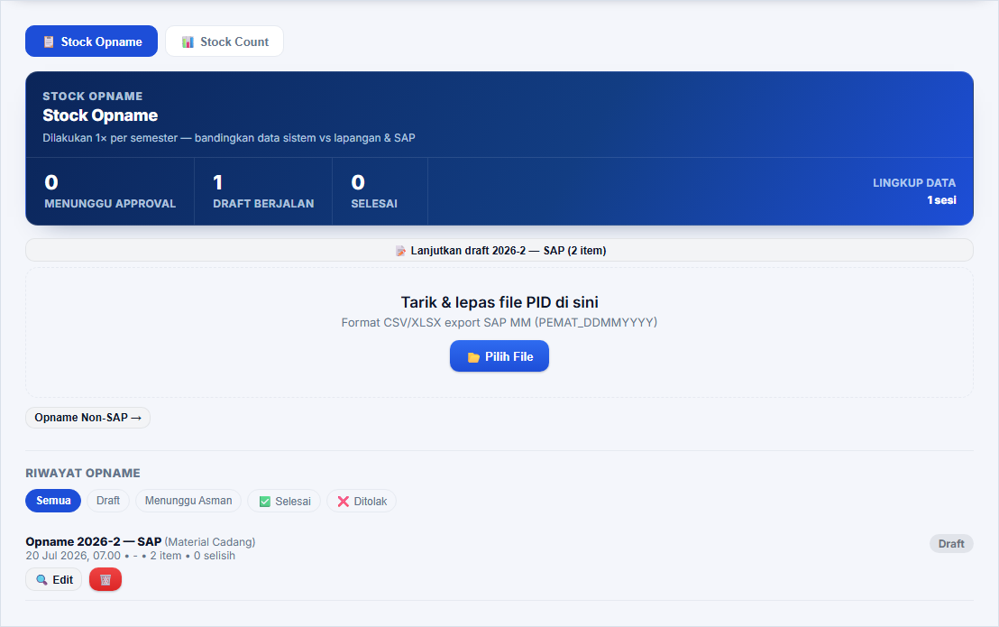 Stock Opname
Stock Count
STOCK OPNAME
Stock Opname
Dilakukan 1× per semester — bandingkan data sistem vs lapangan & SAP
0
MENUNGGU APPROVAL
1
DRAFT BERJALAN
0
SELESAI
LINGKUP DATA
1 sesi
Lanjutkan draft 2026-2 — SAP (2 item)
Tarik & lepas file PID di sini
Format CSV/XLSX export SAP MM (PEMAT_DDMMYYYY)
Pilih File
Opname Non-SAP →
RIWAYAT OPNAME
Semua
Draft
Menunggu Asman
Selesai
Ditolak
Opname 2026-2 — SAP (Material Cadang)
Draft
20 Jul 2026, 07.00 • - • 2 item • 0 selisih
Edit